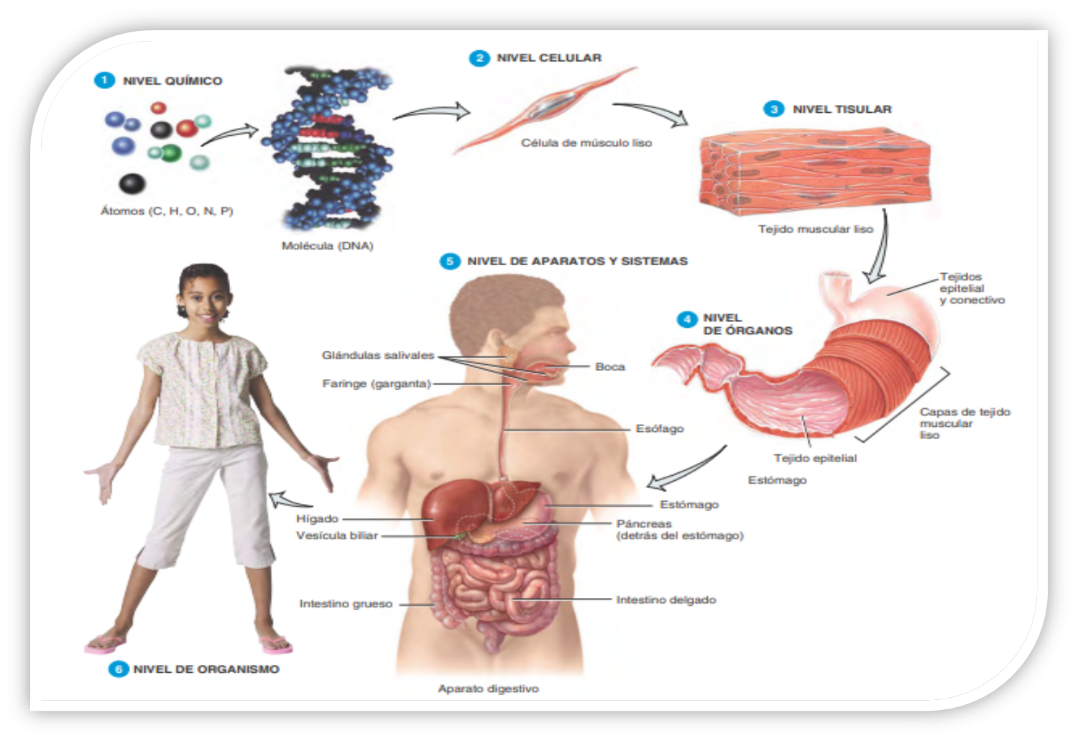 1 NIVEL QUÍMICO
Átomos (C, H, O, N, P)
Molécula (DNA)
2 NIVEL CELULAR
Célula de músculo liso
3 NIVEL TISULAR
Tejido muscular liso
4 NIVEL
DE ÓRGANOS
Tejidos
epitelial
y conectivo
Capas de tejido
muscular
liso
Tejido epitelial
Estómago
5 NIVEL DE APARATOS Y SISTEMAS
Glándulas salivales
Boca
Faringe (garganta)
Esófago
Hígado
Estómago
Vesícula biliar
Páncreas
(detrás del estómago)
Intestino grueso
Intestino delgado
Aparato digestivo
6 NIVEL DE ORGANISMO